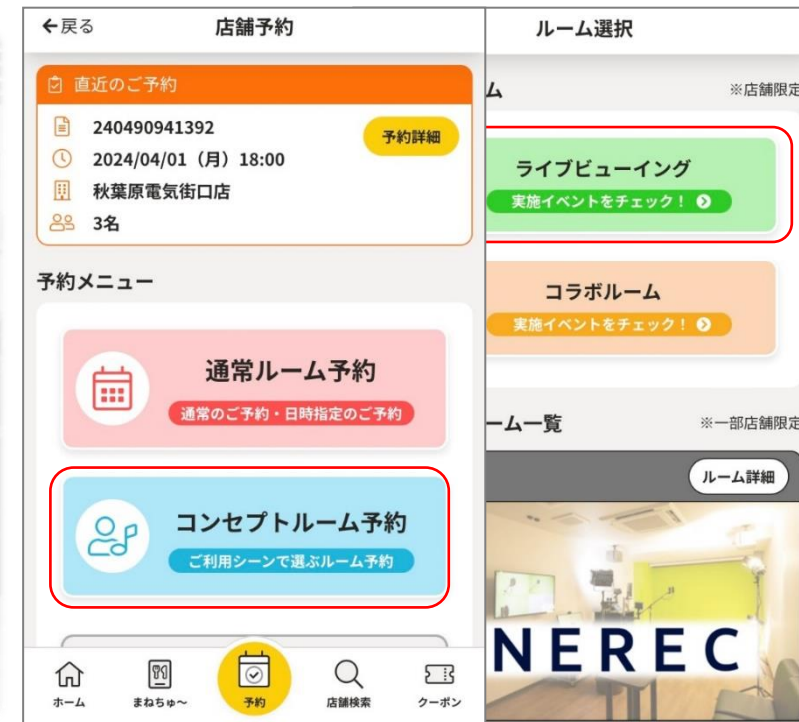 ←戻る
店舗予約
直近のご予約
240490941392
予約詳細
2024/04/01（月）18:00
秋葉原電気街口店
3名
予約メニュー
通常ルーム予約
通常のご予約・日時指定のご予約
コンセプトルーム予約
ご利用シーンで選ぶルーム予約
ホーム
まねちゅ～
予約
店舗検索
クーポン
ルーム選択
ム
※店舗限定
ライブビューイング
実施イベントをチェック！
コラボルーム
実施イベントをチェック！
ーム一覧
※一部店舗限定
ルーム詳細
NEREC